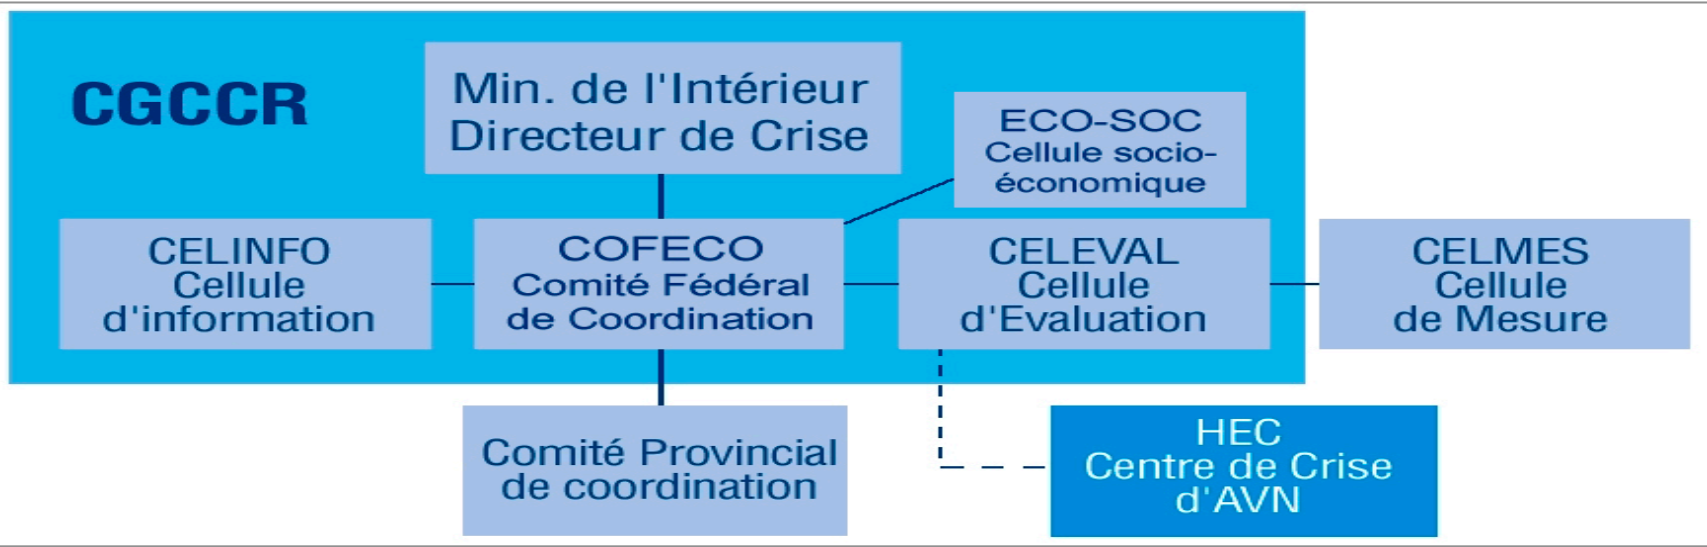 CGCCR
Min. de l'Intérieur
Directeur de Crise
ECO-SOC
Cellule socio-
économique
CELINFO
Cellule
d'information
COFECO
Comité Fédéral
de Coordination
CELEVAL
Cellule
d'Evaluation
CELMES
Cellule
de Mesure
Comité Provincial
de coordination
HEC
Centre de Crise
d'AVN